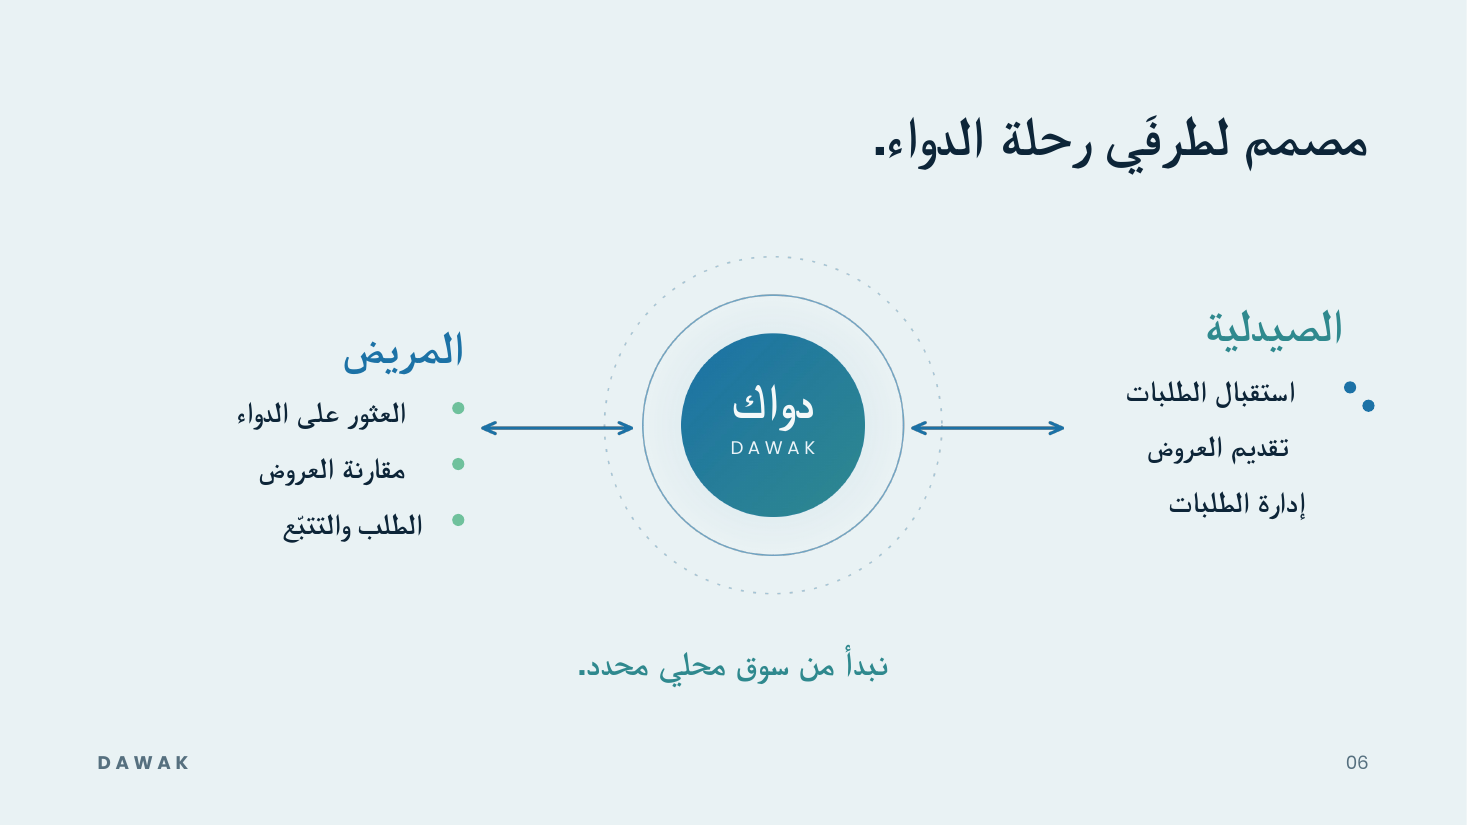 مصمم لطرفَي رحلة الدواء.
الصيدلية
استقبال الطلبات
تقديم العروض
إدارة الطلبات
دواك
DAWAK
المريض
العثور على الدواء
مقارنة العروض
الطلب والتتبّع
نبدأ من سوق محلي محدد.
DAWAK
06